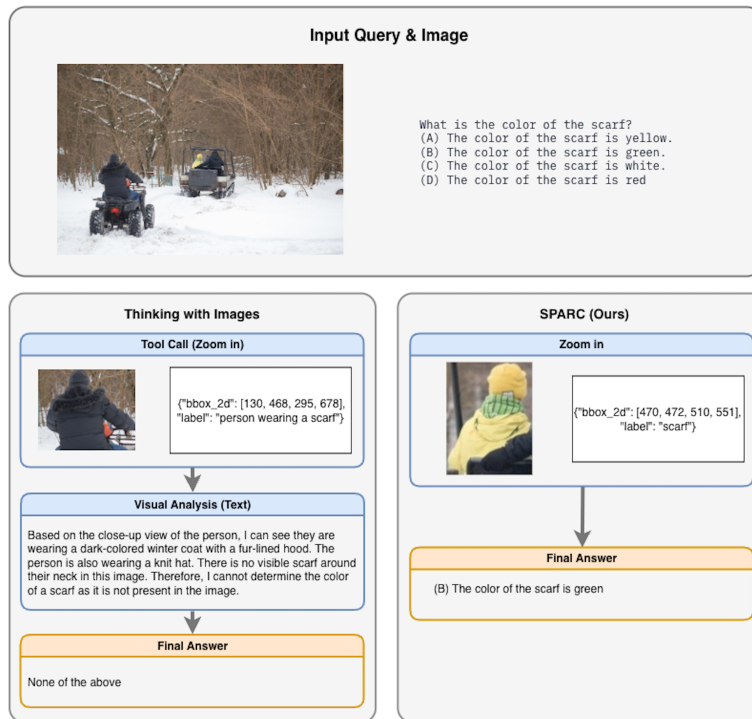 Input Query & Image
What is the color of the scarf?
(A) The color of the scarf is yellow.
(B) The color of the scarf is green.
(C) The color of the scarf is white.
(D) The color of the scarf is red
Thinking with Images
Tool Call (Zoom in)
{"bbox_2d": [130, 468, 295, 678],
"label": "person wearing a scarf"}
Visual Analysis (Text)
Based on the close-up view of the person, I can see they are
wearing a dark-colored winter coat with a fur-lined hood. The
person is also wearing a knit hat. There is no visible scarf around
their neck in this image. Therefore, I cannot determine the color
of a scarf as it is not present in the image.
Final Answer
None of the above
SPARC (Ours)
Zoom in
{"bbox_2d": [470, 472, 510, 551],
"label": "scarf"}
Final Answer
(B) The color of the scarf is green